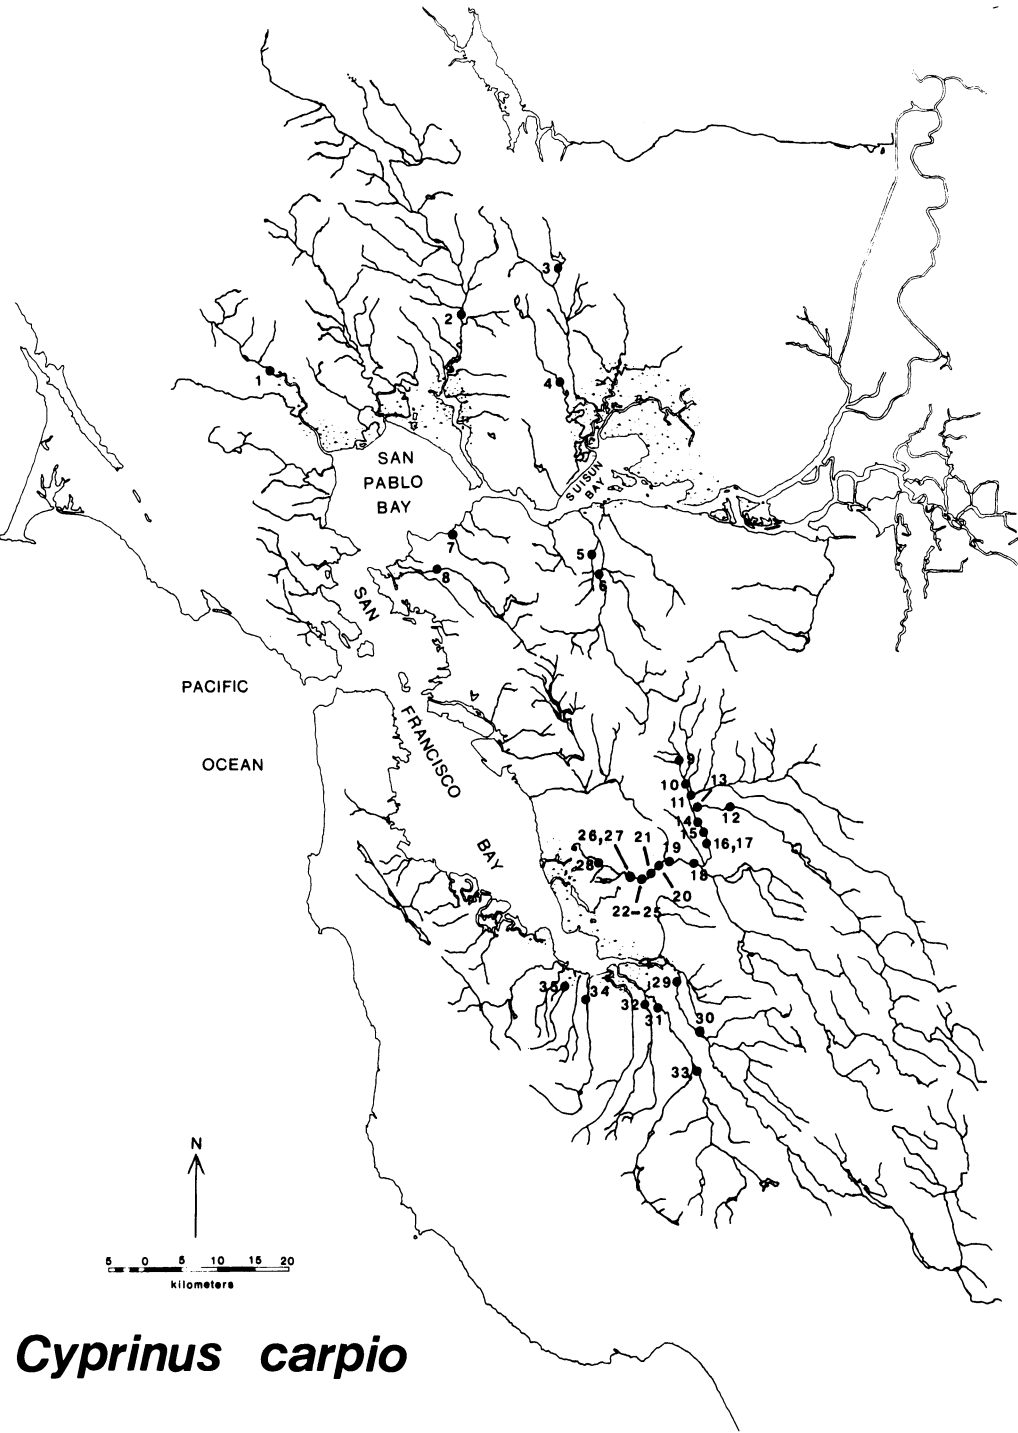 3
2
1
4
SAN
PABLO
BAY
SUISUN
BAY
7
5
8
6
SAN
FRANCISCO
BAY
PACIFIC
OCEAN
9
10
13
11
12
14
15
16,17
26,27
21
19
28
18
20
22-25
35
34
32
31
29
30
33
N
5 0 5 10 15 20
kilometers
Cyprinus carpio